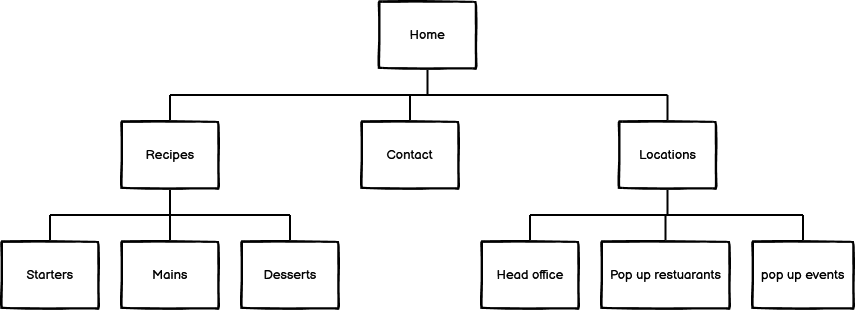 Home
Recipes
Contact
Locations
Starters
Mains
Desserts
Head office
Pop up restuarants
pop up events